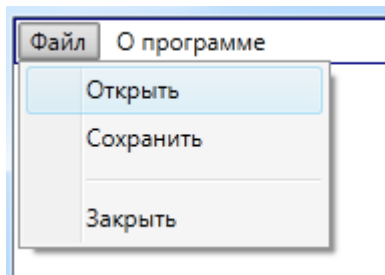 Файл О программе
Открыть
Сохранить
Закрыть